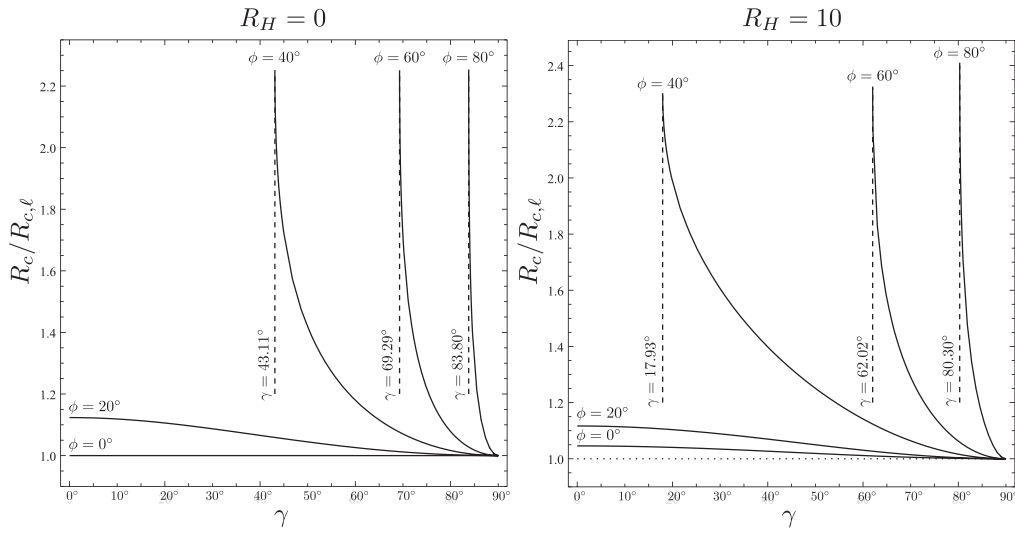 R_H = 0
R_c/R_{c,ℓ}
2.2
2.0
1.8
1.6
1.4
1.2
1.0
ϕ = 40°
ϕ = 60°
ϕ = 80°
γ = 43.11°
γ = 69.29°
γ = 83.80°
ϕ = 20°
ϕ = 0°
0° 10° 20° 30° 40° 50° 60° 70° 80° 90°
γ
R_H = 10
R_c/R_{c,ℓ}
2.4
2.2
2.0
1.8
1.6
1.4
1.2
1.0
ϕ = 40°
ϕ = 60°
ϕ = 80°
γ = 17.93°
γ = 62.02°
γ = 80.30°
ϕ = 20°
ϕ = 0°
0° 10° 20° 30° 40° 50° 60° 70° 80° 90°
γ